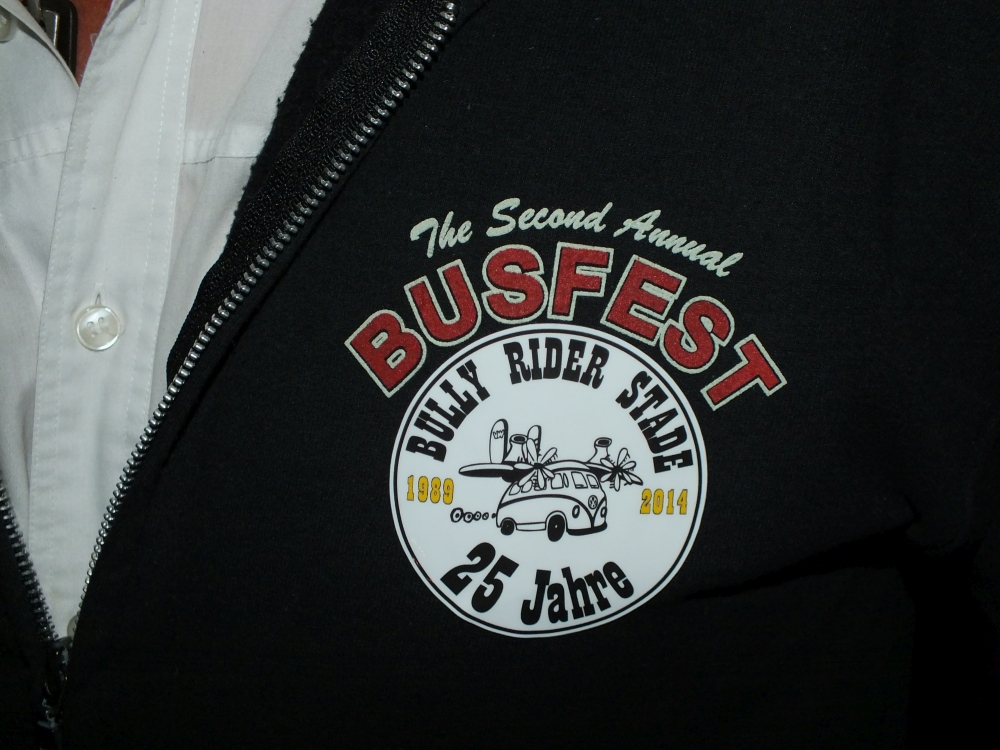 The Second Annual
BUSFEST
BULLY RIDER STADE
1989 2014
25 Jahre